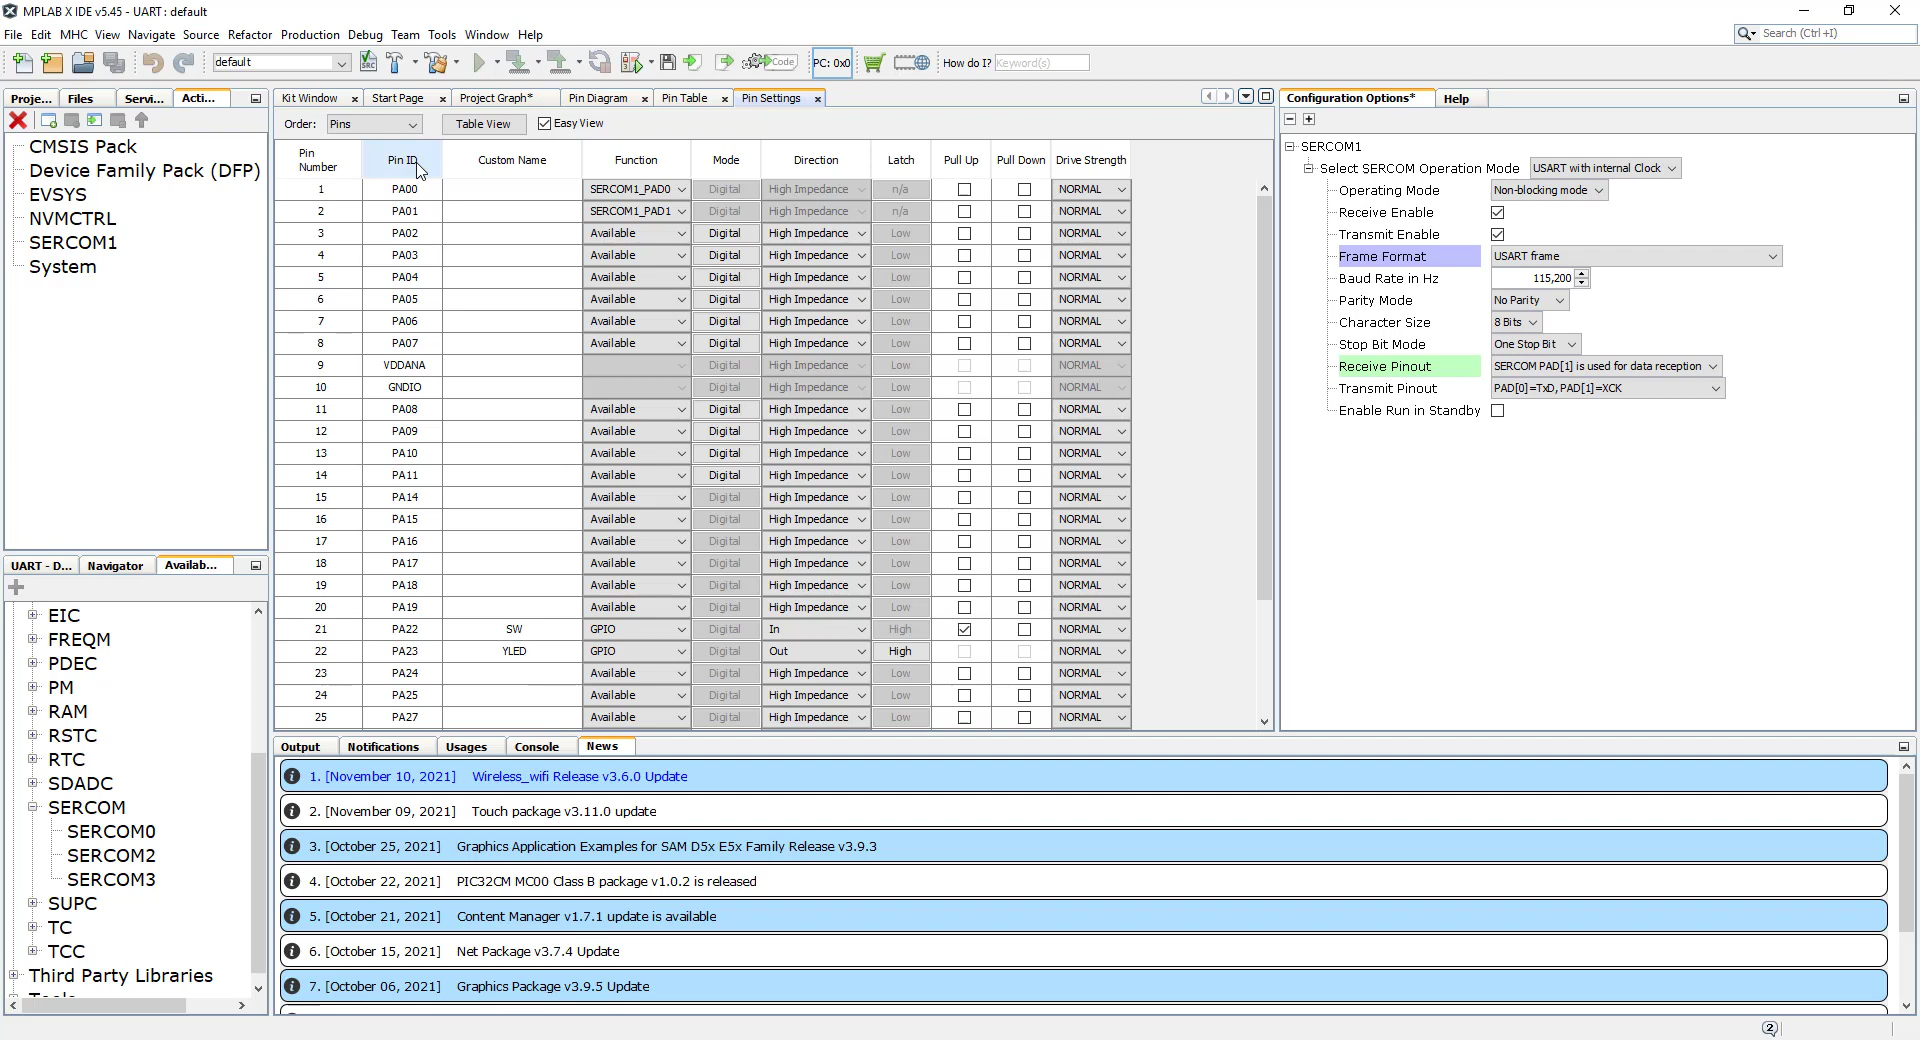 MPLAB X IDE v5.45 - UART : default
File Edit MHC View Navigate Source Refactor Production Debug Team Tools Window Help
Search (Ctrl+I)
default
SRC
Code
PC: 0x0
How do I? Keyword(s)
Proje... Files Servi... Acti...
CMSIS Pack
Device Family Pack (DFP)
EVSYS
NVMCTRL
SERCOM1
System
UART - D... Navigator Availab...
EIC
FREQM
PDEC
PM
RAM
RSTC
RTC
SDADC
SERCOM
SERCOM0
SERCOM2
SERCOM3
SUPC
TC
TCC
Third Party Libraries
Kit Window Start Page Project Graph* Pin Diagram Pin Table Pin Settings
Order: Pins Table View Easy View
Pin Number Pin ID Custom Name Function Mode Direction Latch Pull Up Pull Down Drive Strength
1 PA00 SERCOM1_PAD0 Digital High Impedance n/a NORMAL
2 PA01 SERCOM1_PAD1 Digital High Impedance n/a NORMAL
3 PA02 Available Digital High Impedance Low NORMAL
4 PA03 Available Digital High Impedance Low NORMAL
5 PA04 Available Digital High Impedance Low NORMAL
6 PA05 Available Digital High Impedance Low NORMAL
7 PA06 Available Digital High Impedance Low NORMAL
8 PA07 Available Digital High Impedance Low NORMAL
9 VDDANA Digital High Impedance Low NORMAL
10 GNDIO Digital High Impedance Low NORMAL
11 PA08 Available Digital High Impedance Low NORMAL
12 PA09 Available Digital High Impedance Low NORMAL
13 PA10 Available Digital High Impedance Low NORMAL
14 PA11 Available Digital High Impedance Low NORMAL
15 PA14 Available Digital High Impedance Low NORMAL
16 PA15 Available Digital High Impedance Low NORMAL
17 PA16 Available Digital High Impedance Low NORMAL
18 PA17 Available Digital High Impedance Low NORMAL
19 PA18 Available Digital High Impedance Low NORMAL
20 PA19 Available Digital High Impedance Low NORMAL
21 PA22 SW GPIO Digital In High NORMAL
22 PA23 YLED GPIO Digital Out High NORMAL
23 PA24 Available Digital High Impedance Low NORMAL
24 PA25 Available Digital High Impedance Low NORMAL
25 PA27 Available Digital High Impedance Low NORMAL
Configuration Options* Help
SERCOM1
Select SERCOM Operation Mode USART with internal Clock
Operating Mode Non-blocking mode
Receive Enable
Transmit Enable
Frame Format USART frame
Baud Rate in Hz 115,200
Parity Mode No Parity
Character Size 8 Bits
Stop Bit Mode One Stop Bit
Receive Pinout SERCOM PAD[1] is used for data reception
Transmit Pinout PAD[0]=TxD, PAD[1]=XCK
Enable Run in Standby
Output Notifications Usages Console News
1. [November 10, 2021] Wireless_wifi Release v3.6.0 Update
2. [November 09, 2021] Touch package v3.11.0 update
3. [October 25, 2021] Graphics Application Examples for SAM D5x E5x Family Release v3.9.3
4. [October 22, 2021] PIC32CM MC00 Class B package v1.0.2 is released
5. [October 21, 2021] Content Manager v1.7.1 update is available
6. [October 15, 2021] Net Package v3.7.4 Update
7. [October 06, 2021] Graphics Package v3.9.5 Update
2